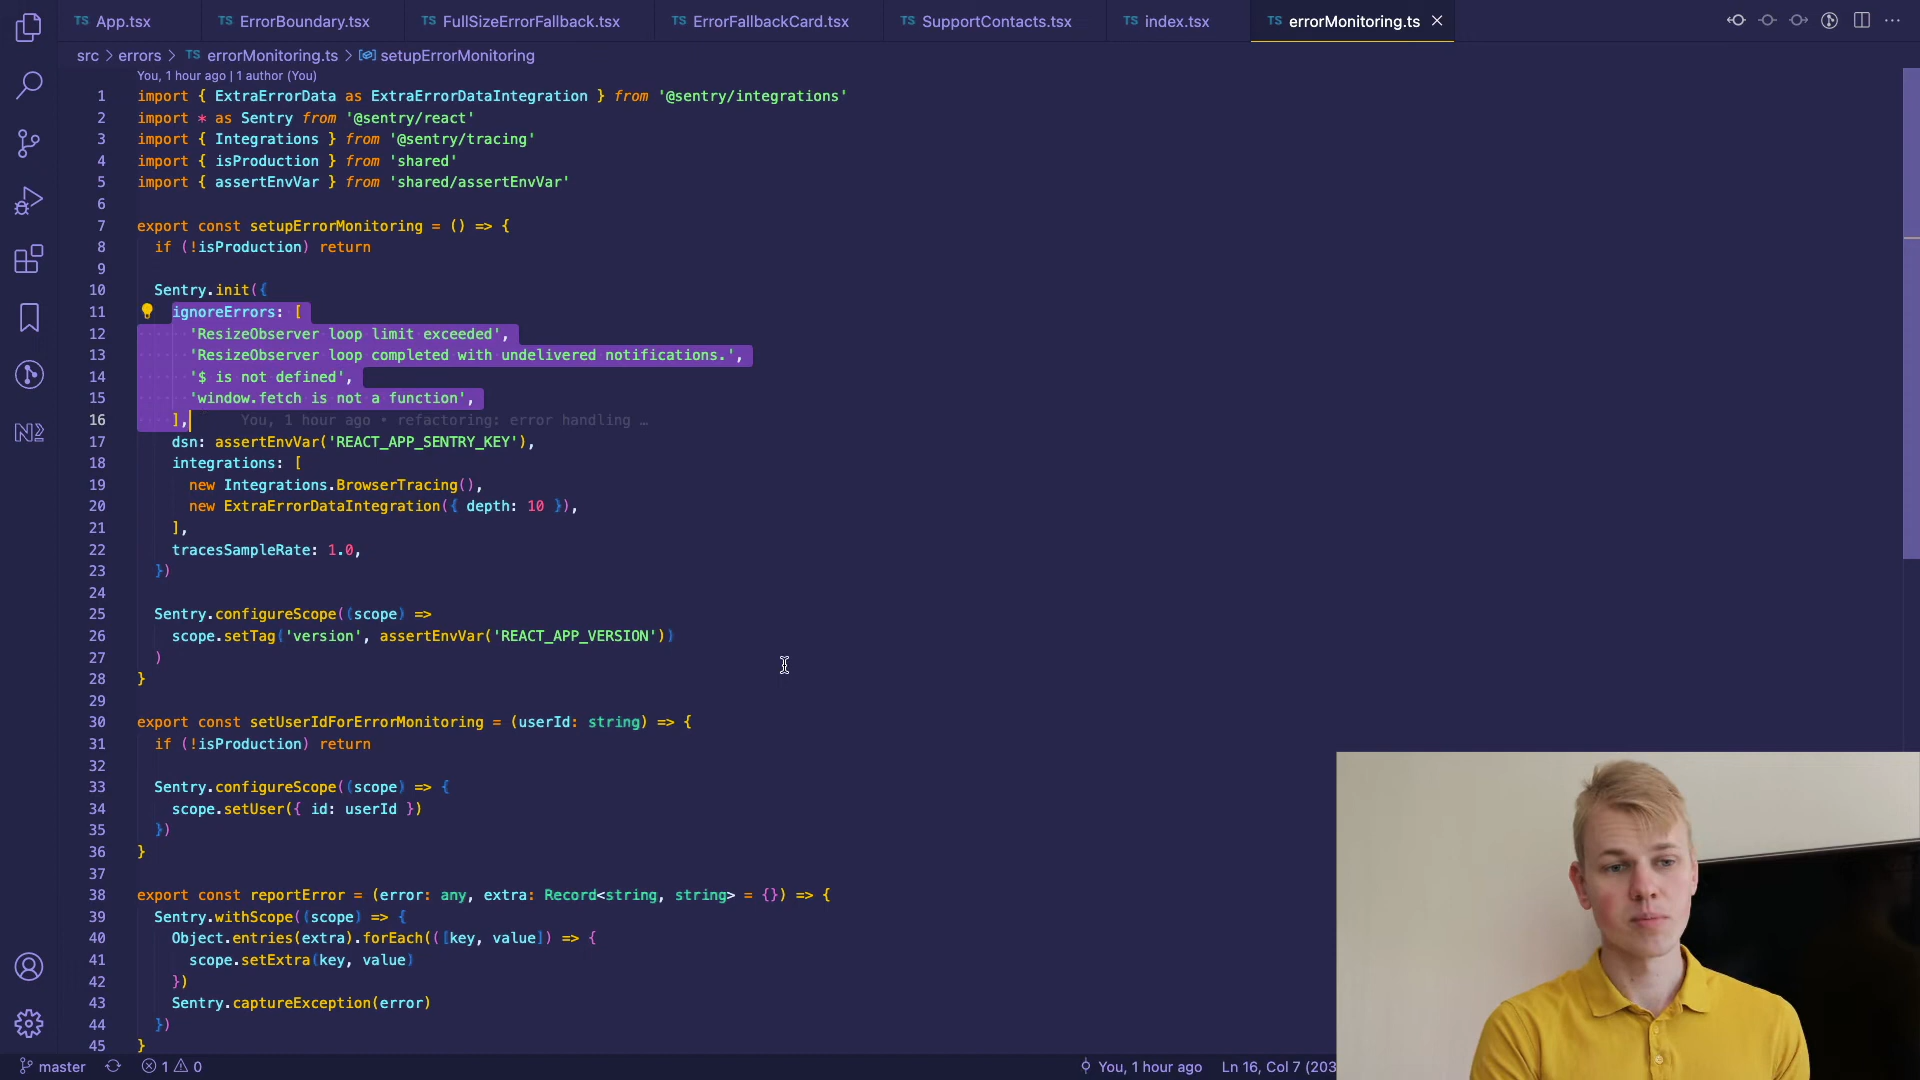 TS App.tsx TS ErrorBoundary.tsx TS FullSizeErrorFallback.tsx TS ErrorFallbackCard.tsx TS SupportContacts.tsx TS index.tsx TS errorMonitoring.ts
src > errors > TS errorMonitoring.ts > setupErrorMonitoring
You, 1 hour ago | 1 author (You)
1 import { ExtraErrorData as ExtraErrorDataIntegration } from '@sentry/integrations'
2 import * as Sentry from '@sentry/react'
3 import { Integrations } from '@sentry/tracing'
4 import { isProduction } from 'shared'
5 import { assertEnvVar } from 'shared/assertEnvVar'
6
7 export const setupErrorMonitoring = () => {
8 if (!isProduction) return
9
10 Sentry.init({
11 ignoreErrors: [
12 'ResizeObserver loop limit exceeded',
13 'ResizeObserver loop completed with undelivered notifications.',
14 '$ is not defined',
15 'window.fetch is not a function',
16 ], You, 1 hour ago • refactoring: error handling …
17 dsn: assertEnvVar('REACT_APP_SENTRY_KEY'),
18 integrations: [
19 new Integrations.BrowserTracing(),
20 new ExtraErrorDataIntegration({ depth: 10 }),
21 ],
22 tracesSampleRate: 1.0,
23 })
24
25 Sentry.configureScope((scope) =>
26 scope.setTag('version', assertEnvVar('REACT_APP_VERSION'))
27 )
28 }
29
30 export const setUserIdForErrorMonitoring = (userId: string) => {
31 if (!isProduction) return
32
33 Sentry.configureScope((scope) => {
34 scope.setUser({ id: userId })
35 })
36 }
37
38 export const reportError = (error: any, extra: Record<string, string> = {}) => {
39 Sentry.withScope((scope) => {
40 Object.entries(extra).forEach(([key, value]) => {
41 scope.setExtra(key, value)
42 })
43 Sentry.captureException(error)
44 })
45 }
master 1 0 You, 1 hour ago Ln 16, Col 7 (203